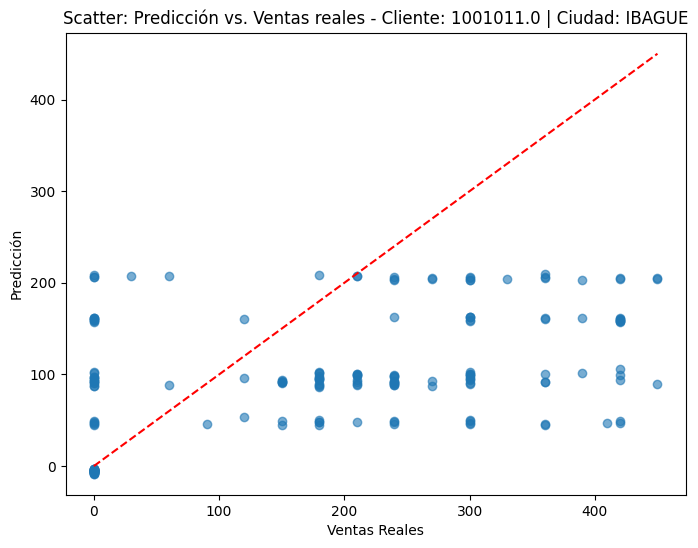 Scatter: Predicción vs. Ventas reales - Cliente: 1001011.0 | Ciudad: IBAGUE
400
300
200
100
0
Predicción
0 100 200 300 400
Ventas Reales